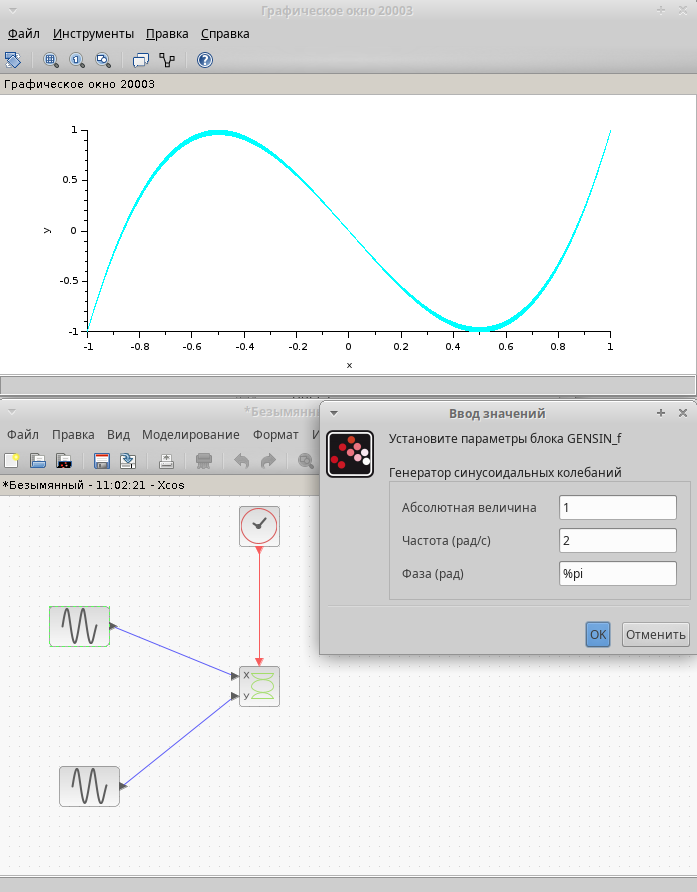 Графическое окно 20003
Файл Инструменты Правка Справка
Графическое окно 20003
1
0.5
0
-0.5
-1
y
-1 -0.8 -0.6 -0.4 -0.2 0 0.2 0.4 0.6 0.8 1
x
*Безымянн
Файл Правка Вид Моделирование Формат И
*Безымянный - 11:02:21 - Xcos
Ввод значений
Установите параметры блока GENSIN_f
Генератор синусоидальных колебаний
Абсолютная величина 1
Частота (рад/с) 2
Фаза (рад) %pi
OK Отменить
X
y